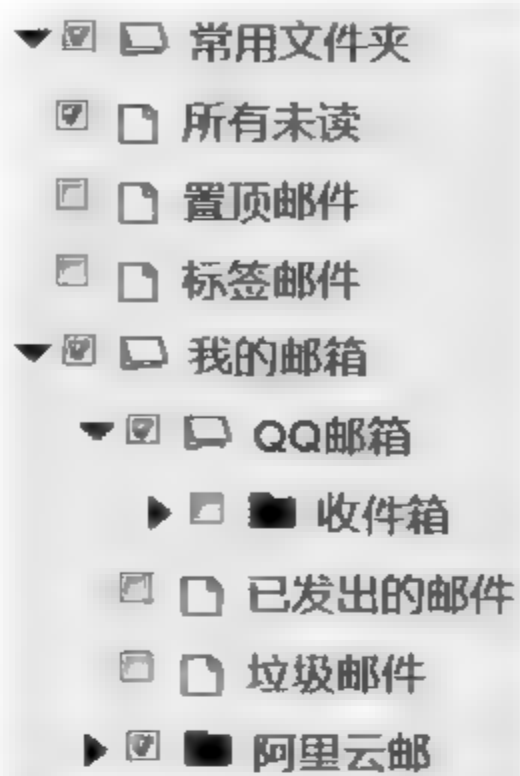 常用文件夹
所有未读
置顶邮件
标签邮件
我的邮箱
QQ邮箱
收件箱
已发出的邮件
垃圾邮件
阿里云邮